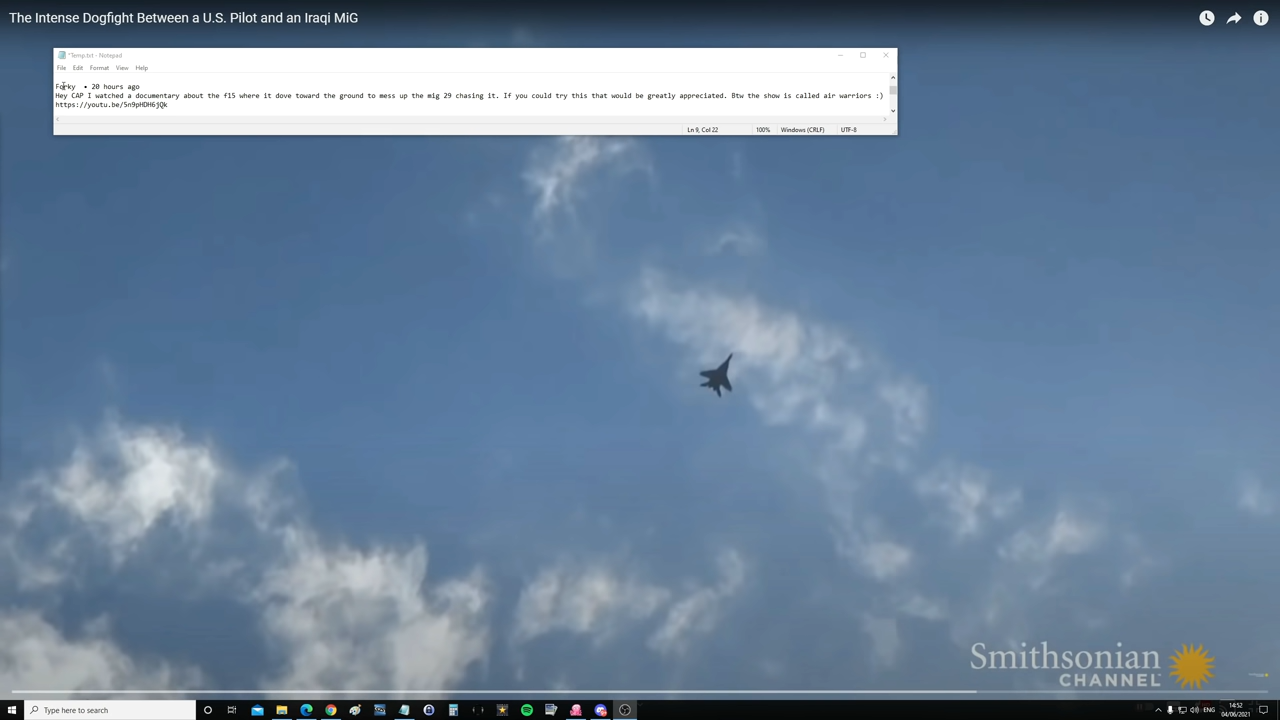 The Intense Dogfight Between a U.S. Pilot and an Iraqi MiG
*Temp.txt - Notepad
File Edit Format View Help
Forky • 20 hours ago
Hey CAP I watched a documentary about the f15 where it dove toward the ground to mess up the mig 29 chasing it. If you could try this that would be greatly appreciated. Btw the show is called air warriors :)
https://youtu.be/5n9pHDH6jQk
Ln 9, Col 22 100% Windows (CRLF) UTF-8
Smithsonian
CHANNEL
Type here to search
ENG
14:52
04/06/2021